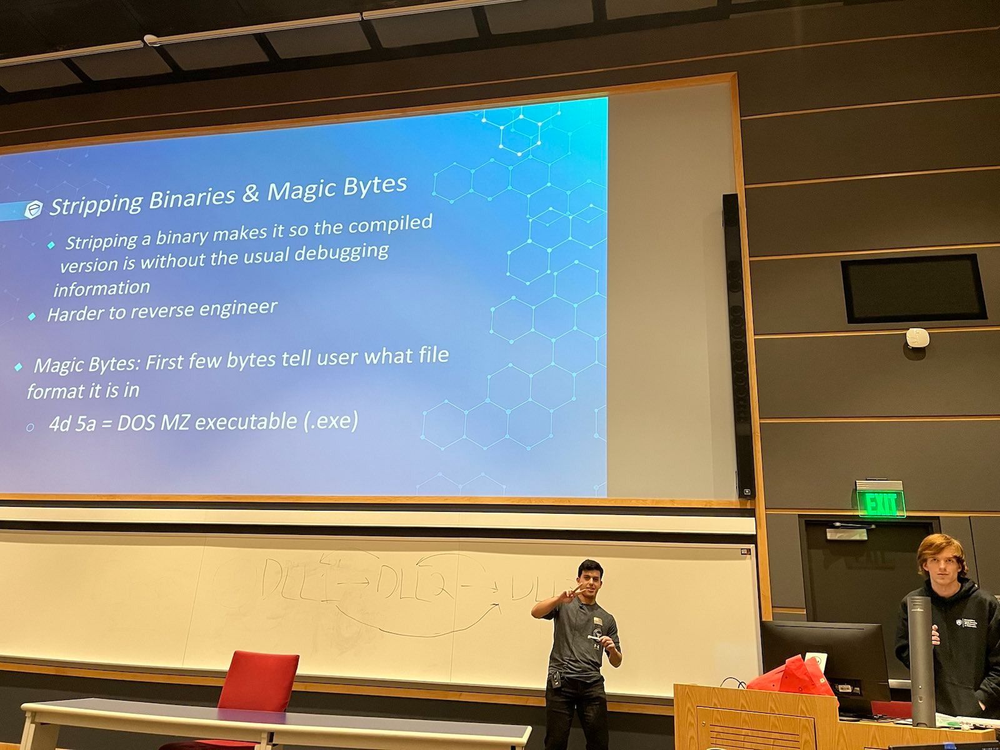 Stripping Binaries & Magic Bytes
Stripping a binary makes it so the compiled
version is without the usual debugging
information
Harder to reverse engineer
Magic Bytes: First few bytes tell user what file
format it is in
4d 5a = DOS MZ executable (.exe)
EXIT
DLL1 → DLL2 → DLL